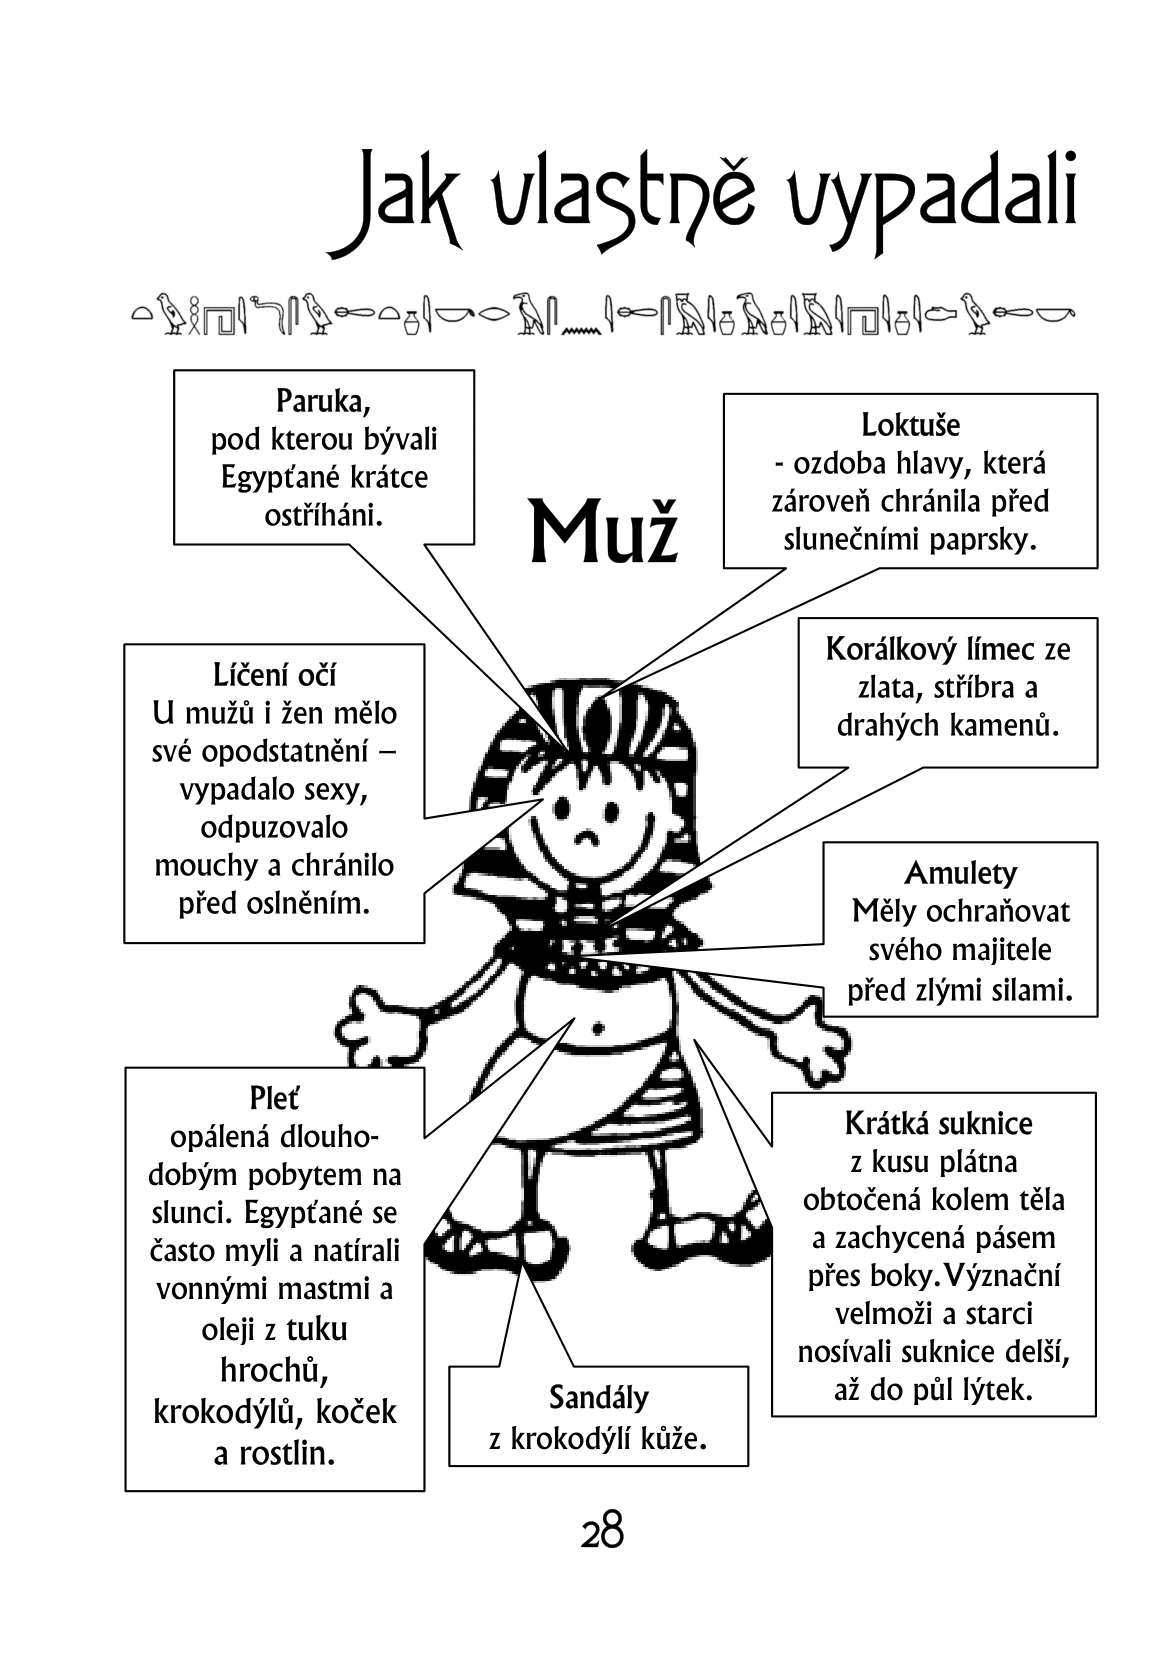 Jak vlastně vypadali
Paruka,
pod kterou bývali
Egypťané krátce
ostříháni.
Loktuše
- ozdoba hlavy, která
zároveň chránila před
slunečními paprsky.
Muž
Líčení očí
U mužů i žen mělo
své opodstatnění –
vypadalo sexy,
odpuzovalo
mouchy a chránilo
před oslněním.
Korálkový límec ze
zlata, stříbra a
drahých kamenů.
Amulety
Měly ochraňovat
svého majitele
před zlými silami.
Pleť
opálená dlouho-
dobým pobytem na
slunci. Egypťané se
často myli a natírali
vonnými mastmi a
oleji z tuku
hrochů,
krokodýlů, koček
a rostlin.
Krátká suknice
z kusu plátna
obtočená kolem těla
a zachycená pásem
přes boky.Význační
velmoži a starci
nosívali suknice delší,
až do půl lýtek.
Sandály
z krokodýlí kůže.
28